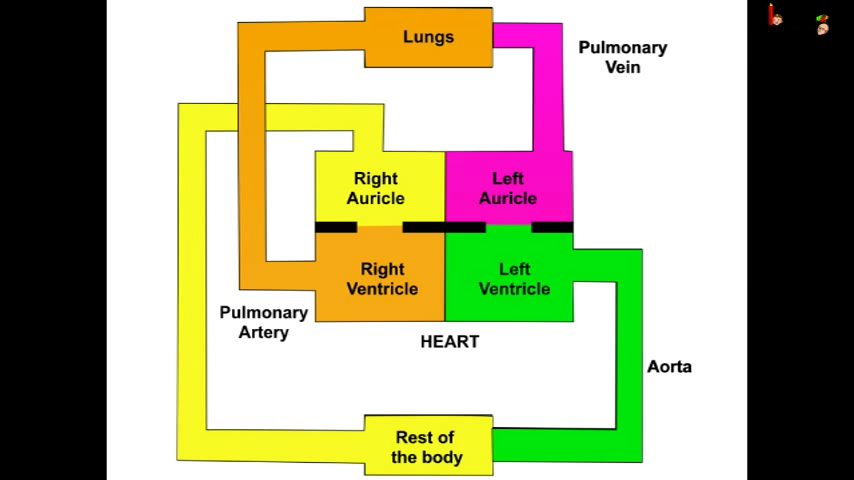 Lungs
Pulmonary
Vein
Right
Auricle
Left
Auricle
Right
Ventricle
Left
Ventricle
Pulmonary
Artery
HEART
Aorta
Rest of
the body